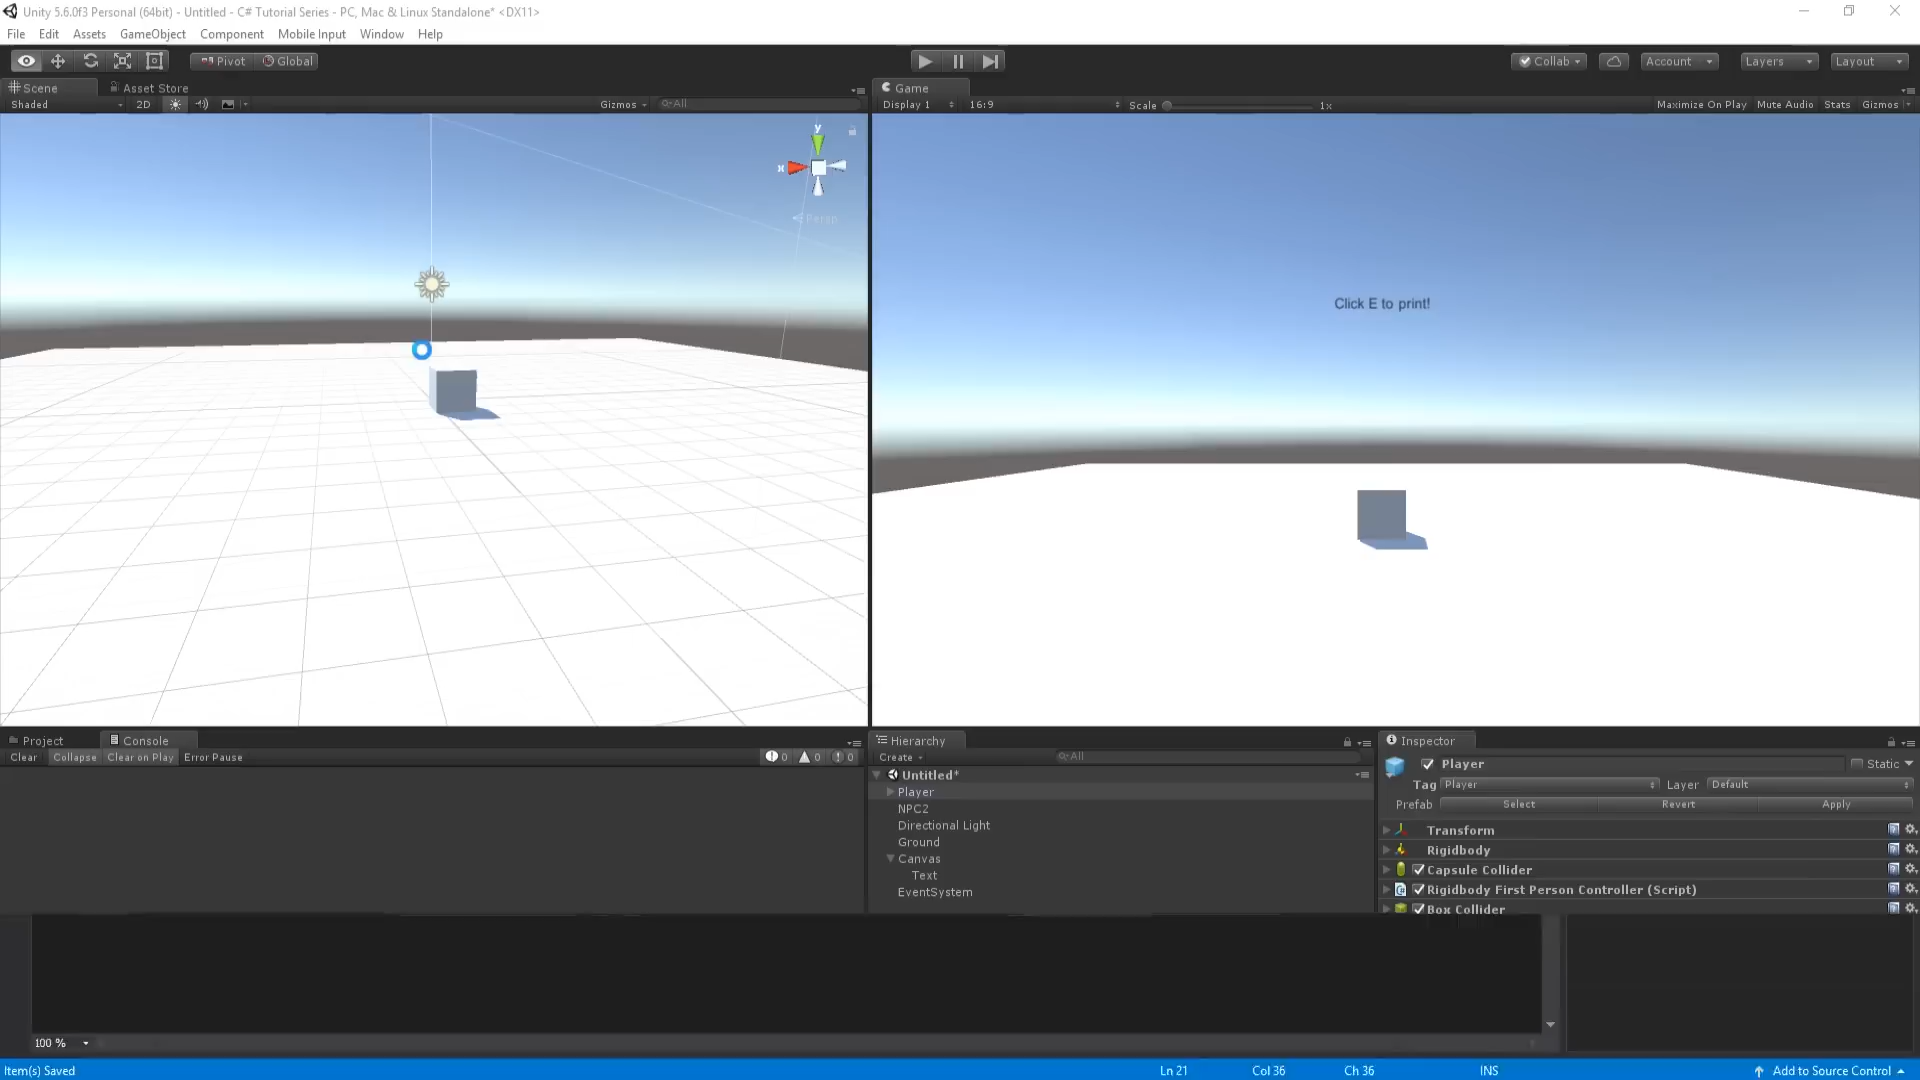 Unity 5.6.0f3 Personal (64bit) - Untitled - C# Tutorial Series - PC, Mac & Linux Standalone* <DX11>
File Edit Assets GameObject Component Mobile Input Window Help
Pivot Global Collab Account Layers Layout
Scene Asset Store
Shaded 2D Gizmos All
Game
Display 1 16:9 Scale 1x Maximize On Play Mute Audio Stats Gizmos
y
x
Persp
Click E to print!
Project Console
Clear Collapse Clear on Play Error Pause 0 0 0
Hierarchy
Create All
Untitled*
Player
NPC2
Directional Light
Ground
Canvas
Text
EventSystem
Inspector
Player Static
Tag Player Layer Default
Prefab Select Revert Apply
Transform
Rigidbody
Capsule Collider
Rigidbody First Person Controller (Script)
Box Collider
100 %
Item(s) Saved Ln 21 Col 36 Ch 36 INS Add to Source Control